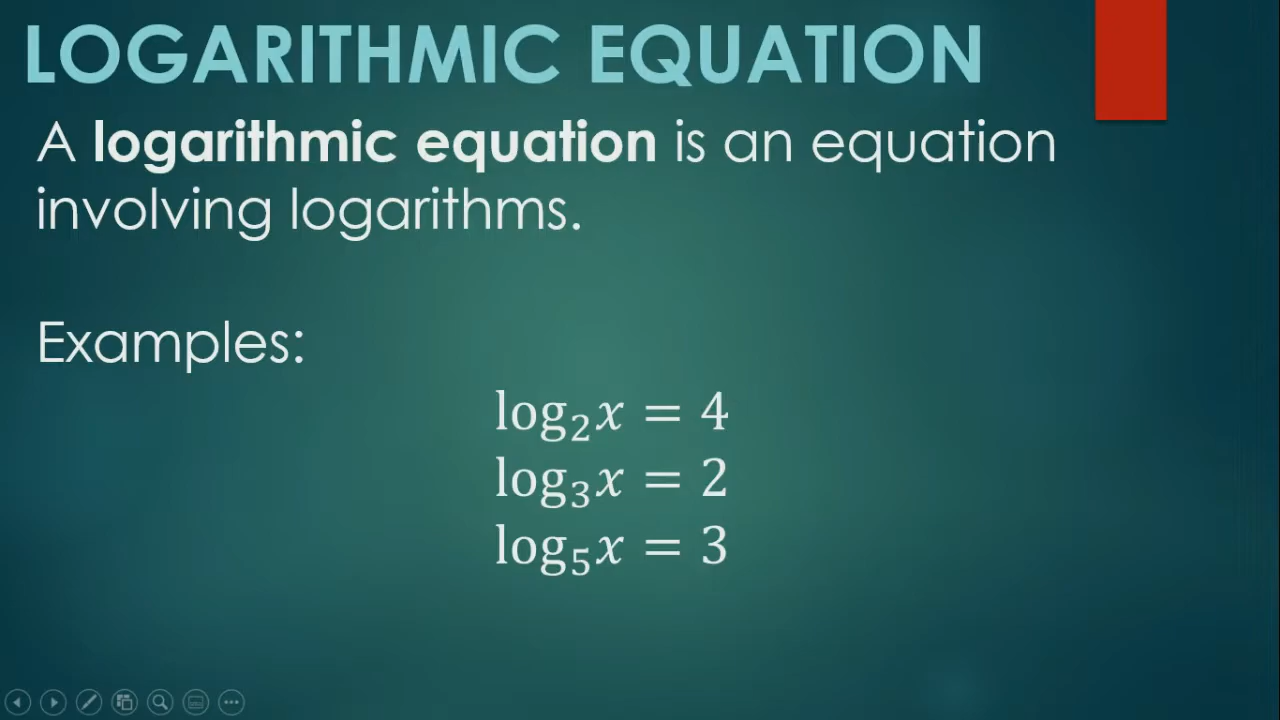 LOGARITHMIC EQUATION
A logarithmic equation is an equation
involving logarithms.
Examples:
log₂x = 4
log₃x = 2
log₅x = 3